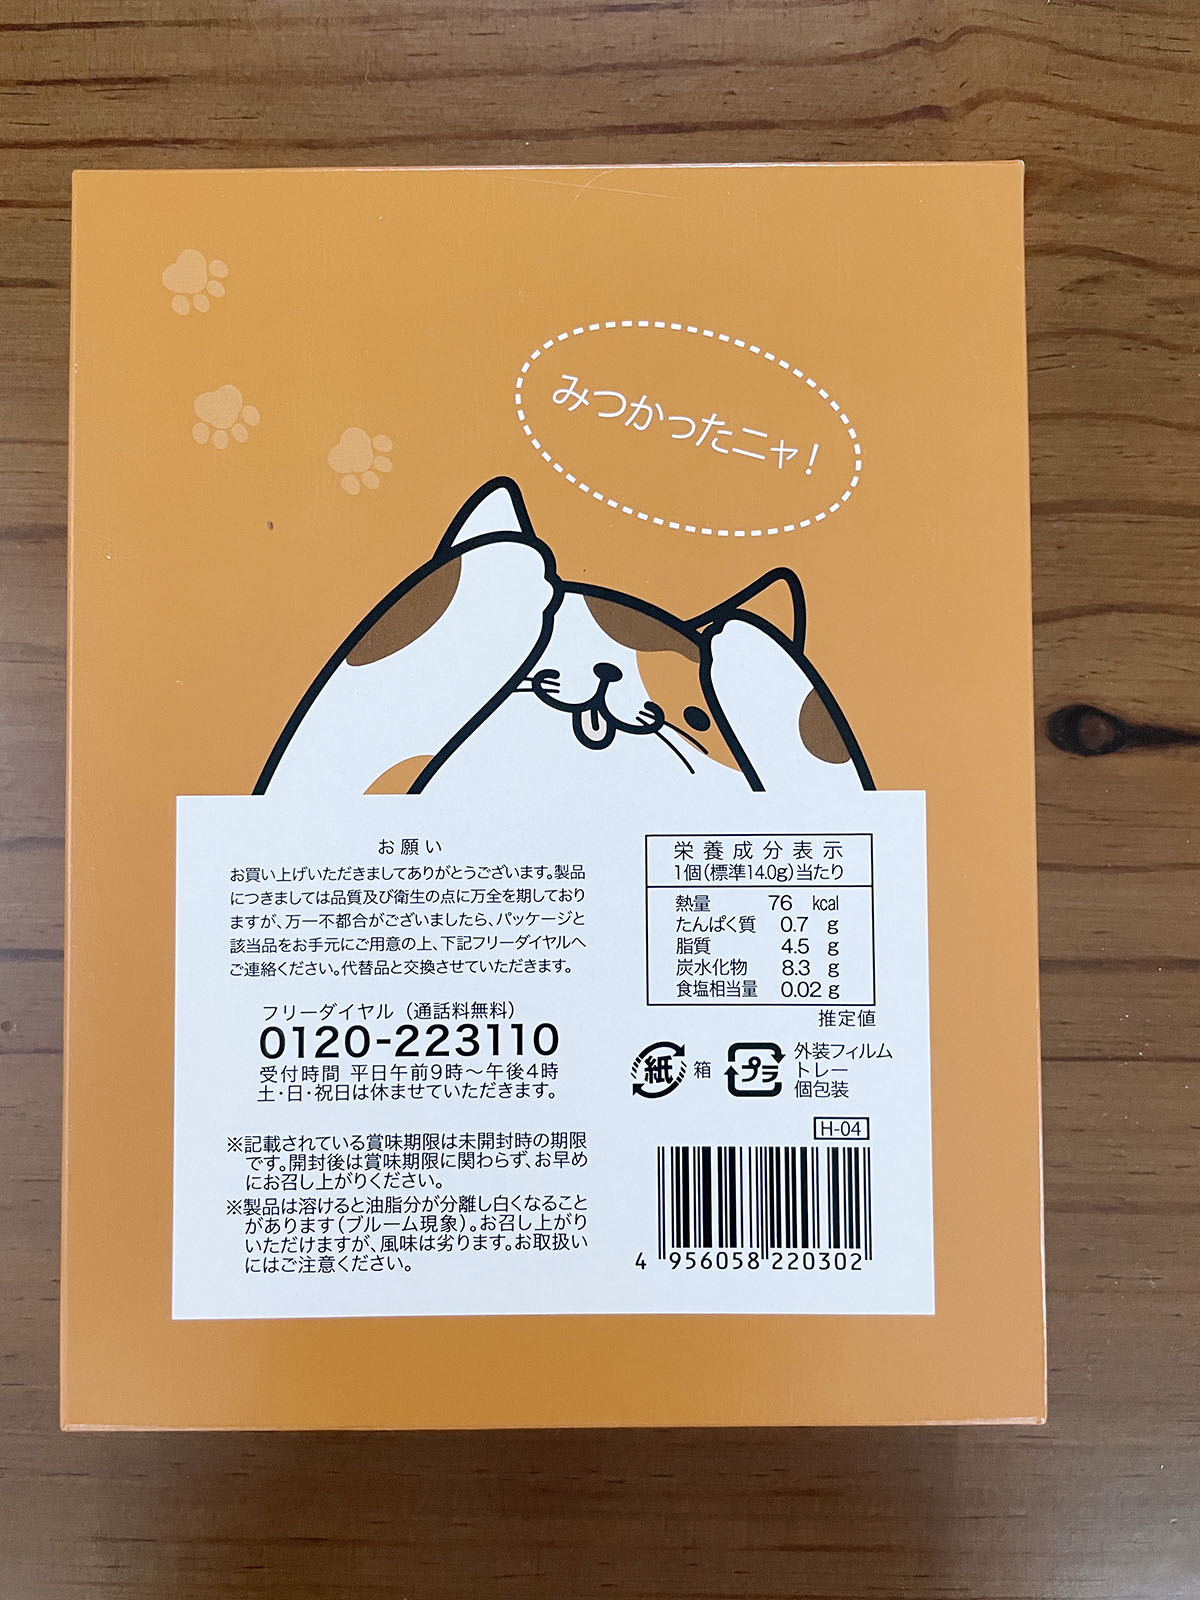 みつかったニャ!
お願い
お買い上げいただきましてありがとうございます。製品
につきましては品質及び衛生の点に万全を期しており
ますが、万一不都合がございましたら、パッケージと
該当品をお手元にご用意の上、下記フリーダイヤルへ
ご連絡ください。代替品と交換させていただきます。
フリーダイヤル（通話料無料）
0120-223110
受付時間 平日午前9時〜午後4時
土・日・祝日は休ませていただきます。
※記載されている賞味期限は未開封時の期限
です。開封後は賞味期限に関わらず、お早め
にお召し上がりください。
※製品は溶けると油脂分が分離し白くなること
があります(ブルーム現象)。お召し上がり
いただけますが、風味は劣ります。お取扱い
にはご注意ください。
栄養成分表示
1個(標準14.0g)当たり
熱量 76 kcal
たんぱく質 0.7 g
脂質 4.5 g
炭水化物 8.3 g
食塩相当量 0.02 g
推定値
紙 箱
プラ 外装フィルム
トレー
個包装
H-04
4 956058 220302